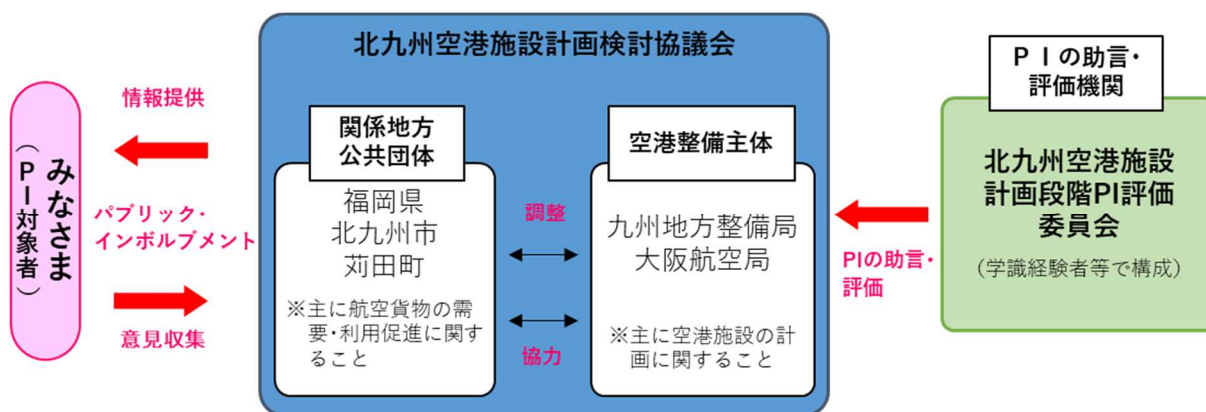 北九州空港施設計画検討協議会
みなさま
（PI対象者）
情報提供
パブリック・
インボルブメント
意見収集
関係地方
公共団体
福岡県
北九州市
苅田町
※主に航空貨物の需
要・利用促進に関す
ること
調整
協力
空港整備主体
九州地方整備局
大阪航空局
※主に空港施設の計
画に関すること
PIの助言・
評価
ＰＩの助言・
評価機関
北九州空港施設
計画段階PI評価
委員会
（学識経験者等で構成）